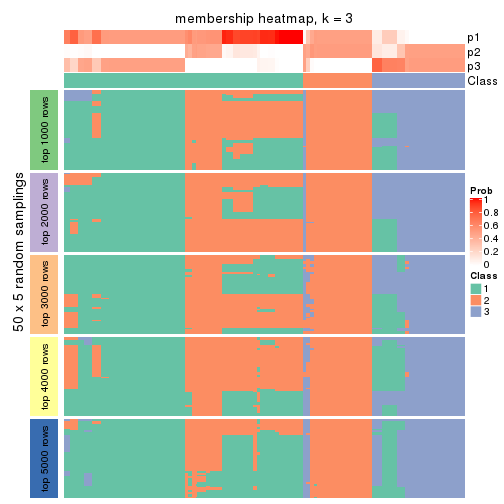 membership heatmap, k = 3
p1
p2
p3
Class
50 x 5 random samplings
top 1000 rows
top 2000 rows
top 3000 rows
top 4000 rows
top 5000 rows
Prob
1
0.8
0.6
0.4
0.2
0
Class
1
2
3